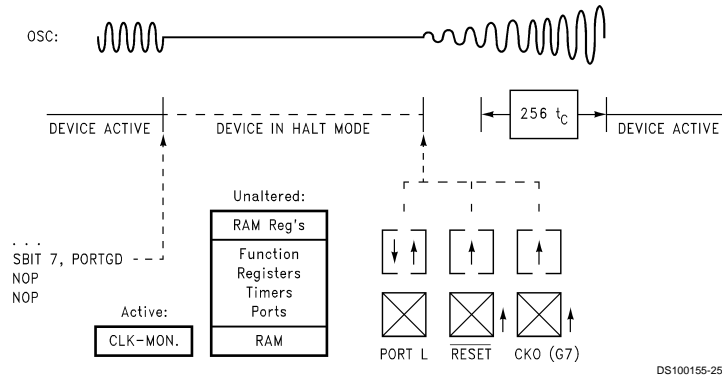 OSC:
256 tC
DEVICE ACTIVE
DEVICE IN HALT MODE
DEVICE ACTIVE
Unaltered:
RAM Reg's
Function
Registers
Timers
Ports
RAM
. . .
SBIT 7, PORTGD
NOP
NOP
Active:
CLK-MON.
PORT L
RESET
CKO (G7)
DS100155-25